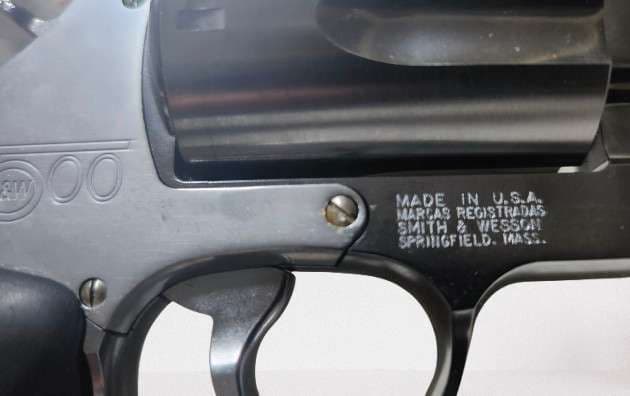 &W 00
MADE IN U.S.A.
MARCAS REGISTRADAS
SMITH & WESSON
SPRINGFIELD. MASS.